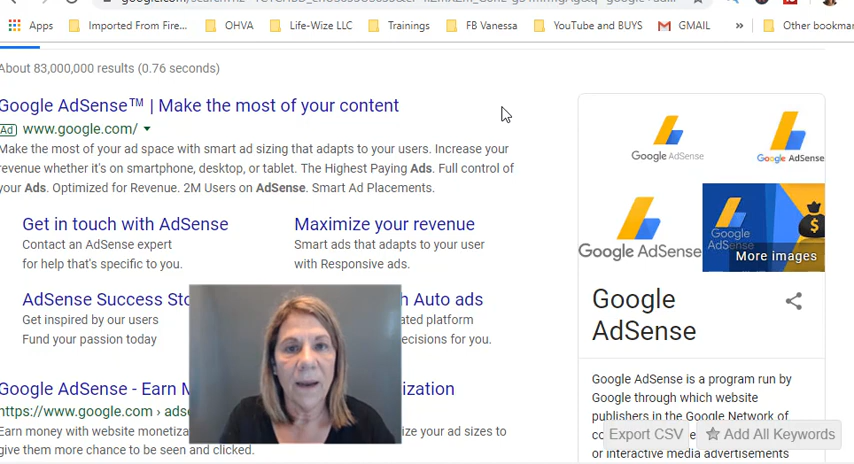 Apps
Imported From Fire...
OHVA
Life-Wize LLC
Trainings
FB Vanessa
YouTube and BUYS
GMAIL
»
Other bookmar
About 83,000,000 results (0.76 seconds)
Google AdSense™ | Make the most of your content
Ad www.google.com/
Make the most of your ad space with smart ad sizing that adapts to your users. Increase your
revenue whether it's on smartphone, desktop, or tablet. The Highest Paying Ads. Full control of
your Ads. Optimized for Revenue. 2M Users on AdSense. Smart Ad Placements.
Get in touch with AdSense
Contact an AdSense expert
for help that's specific to you.
Maximize your revenue
Smart ads that adapts to your user
with Responsive ads.
AdSense Success Sto
Get inspired by our users
Fund your passion today
h Auto ads
ated platform
ecisions for you.
Google AdSense - Earn M
ization
https://www.google.com › adse
Earn money with website monetiza
ize your ad sizes to
give them more chance to be seen and clicked.
Google AdSense
Google AdSense
Google AdSense
Google
AdSense
More images
Google
AdSense
Google AdSense is a program run by
Google through which website
publishers in the Google Network of
or interactive media advertisements
Export CSV
Add All Keywords